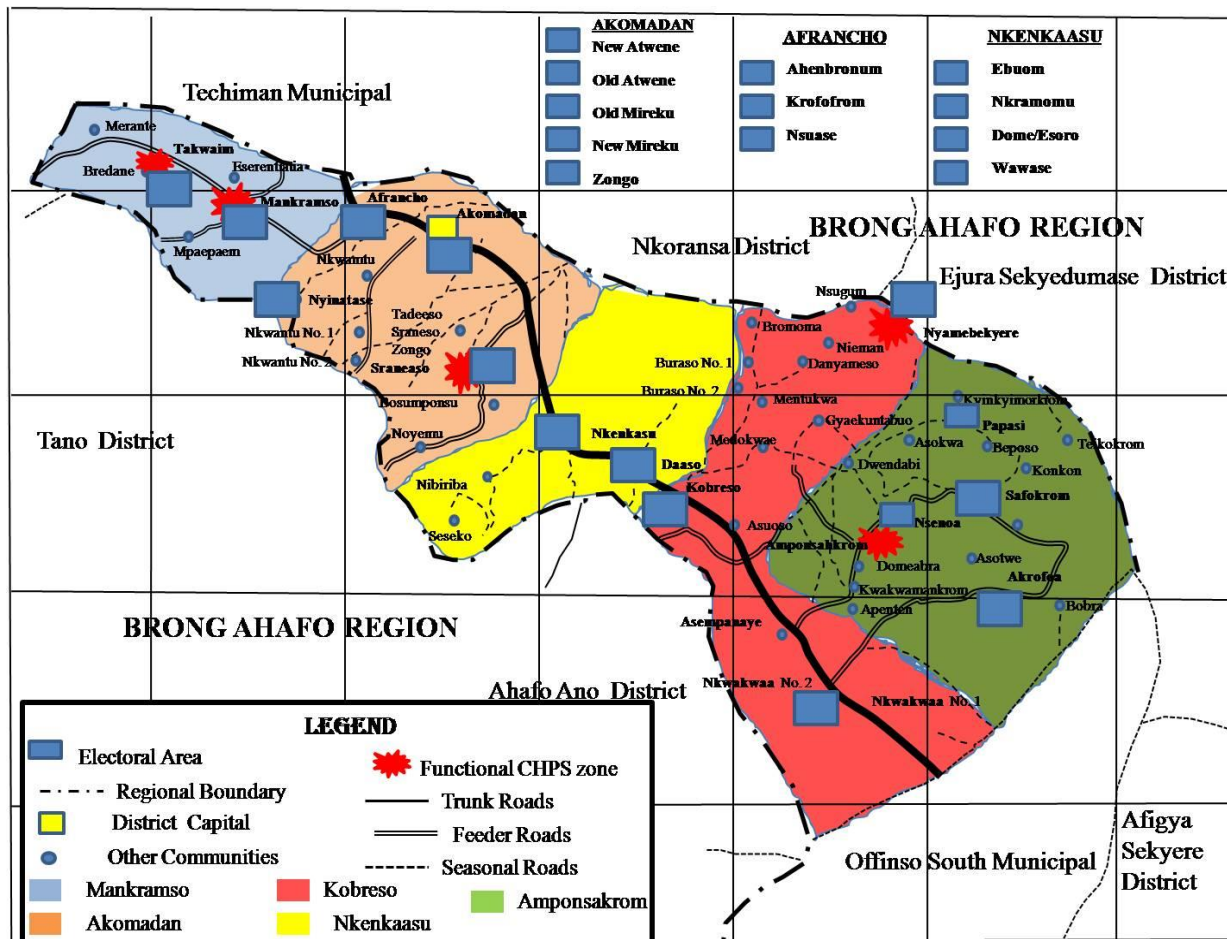 AKOMADAN
New Atwene
Old Atwene
Old Mireku
New Mireku
Zongo
AFRANCHO
Ahenbronum
Krofofrom
Nsuase
NKENKAASU
Ebuom
Nkramomu
Dome/Esoro
Wawase
Techiman Municipal
Merante
Takwaim
Bredane
Mankramso
Mpaepaem
Afrancho
Akomadan
Nkwantu
Nyinatase
Nkwantu No. 1
Nkwantu No. 2
Tadeeso
Sraneso
Zongo
Sraneaso
Bosumponsu
Noyemu
Nkoransa District
BRONG AHAFO REGION
Ejura Sekyedumase District
Nsugum
Nyamebekyere
Bromoma
Nieman
Buraso No. 1
Danyameso
Buraso No. 2
Mentukwa
Gyaekuntabuo
Medokwae
Dwendabi
Asokwa
Papasi
Beposo
Konkon
Tano District
Nkenkasu
Daaso
Kobreso
Nibiriba
Seseko
Asuoso
Amponsahkrom
Nsenoa
Safokrom
Domeabra
Asotwe
Kwakwamankrom
Akrofoa
Apenten
Bobra
Asempanaye
BRONG AHAFO REGION
Ahafo Ano District
Nkwakwaa No. 2
Nkwakwaa No. 1
Offinso South Municipal
Afigya
Sekyere
District
LEGEND
Electoral Area
Functional CHPS zone
Regional Boundary
Trunk Roads
District Capital
Feeder Roads
Other Communities
Seasonal Roads
Mankramso
Kobreso
Amponsakrom
Akomadan
Nkenkaasu